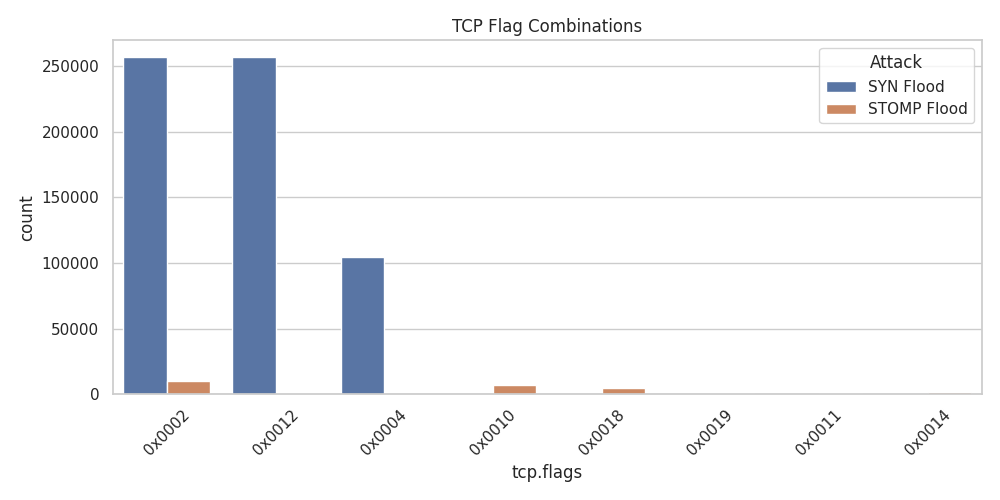 TCP Flag Combinations
Attack
SYN Flood
STOMP Flood
count
250000
200000
150000
100000
50000
0
0x0002
0x0012
0x0004
0x0010
0x0018
0x0019
0x0011
0x0014
tcp.flags